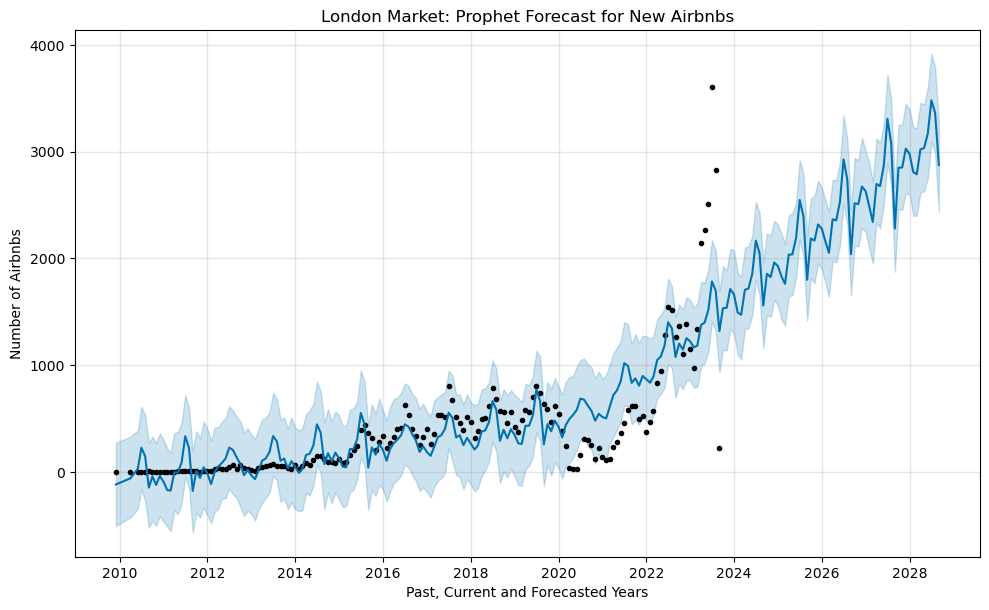 London Market: Prophet Forecast for New Airbnbs
4000
3000
2000
1000
0
Number of Airbnbs
2010 2012 2014 2016 2018 2020 2022 2024 2026 2028
Past, Current and Forecasted Years